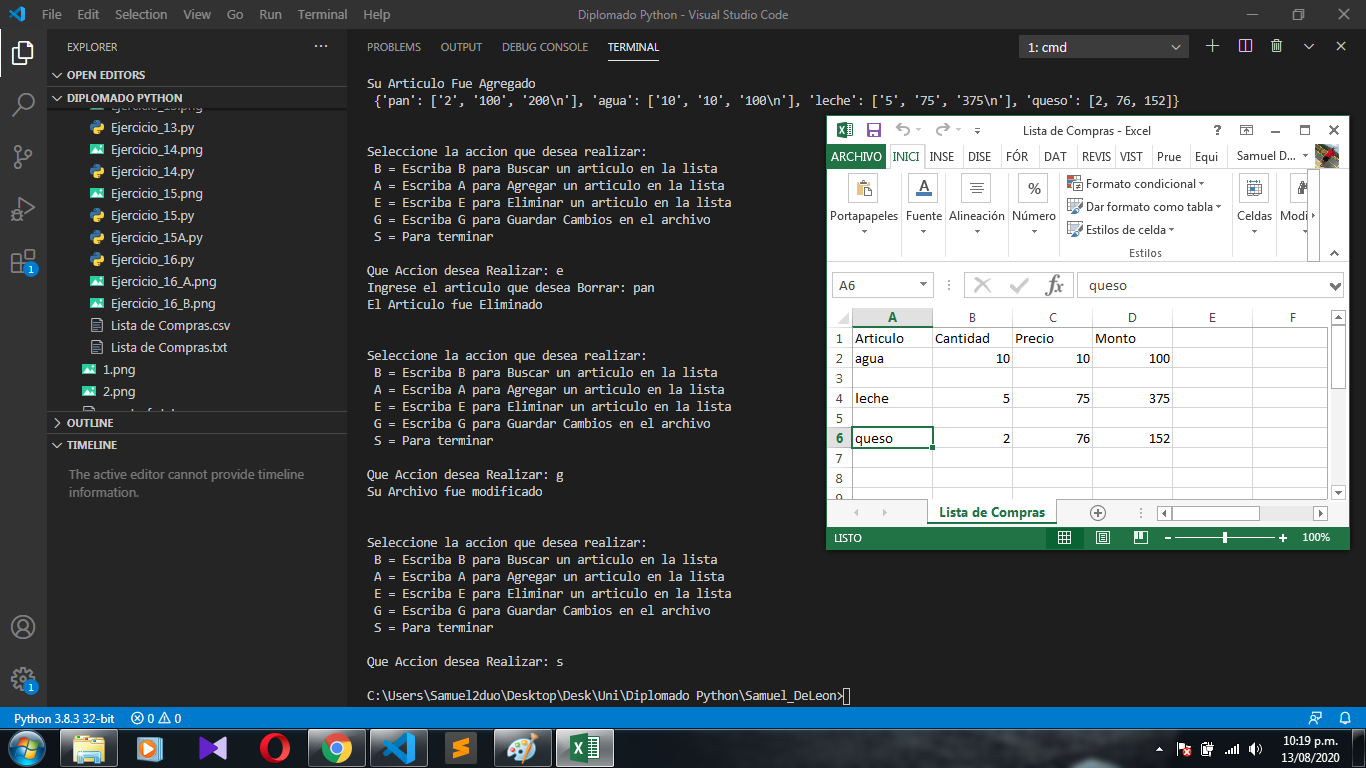 File Edit Selection View Go Run Terminal Help
Diplomado Python - Visual Studio Code
EXPLORER
OPEN EDITORS
DIPLOMADO PYTHON
Ejercicio_13.py
Ejercicio_14.png
Ejercicio_14.py
Ejercicio_15.png
Ejercicio_15.py
Ejercicio_15A.py
Ejercicio_16.py
Ejercicio_16_A.png
Ejercicio_16_B.png
Lista de Compras.csv
Lista de Compras.txt
1.png
2.png
OUTLINE
TIMELINE
The active editor cannot provide timeline
information.
1
1
PROBLEMS OUTPUT DEBUG CONSOLE TERMINAL
1: cmd
Su Articulo Fue Agregado
{'pan': ['2', '100', '200\n'], 'agua': ['10', '10', '100\n'], 'leche': ['5', '75', '375\n'], 'queso': [2, 76, 152]}
Seleccione la accion que desea realizar:
B = Escriba B para Buscar un articulo en la lista
A = Escriba A para Agregar un articulo en la lista
E = Escriba E para Eliminar un articulo en la lista
G = Escriba G para Guardar Cambios en el archivo
S = Para terminar
Que Accion desea Realizar: e
Ingrese el articulo que desea Borrar: pan
El Articulo fue Eliminado
Seleccione la accion que desea realizar:
B = Escriba B para Buscar un articulo en la lista
A = Escriba A para Agregar un articulo en la lista
E = Escriba E para Eliminar un articulo en la lista
G = Escriba G para Guardar Cambios en el archivo
S = Para terminar
Que Accion desea Realizar: g
Su Archivo fue modificado
Seleccione la accion que desea realizar:
B = Escriba B para Buscar un articulo en la lista
A = Escriba A para Agregar un articulo en la lista
E = Escriba E para Eliminar un articulo en la lista
G = Escriba G para Guardar Cambios en el archivo
S = Para terminar
Que Accion desea Realizar: s
C:\Users\Samuel2duo\Desktop\Desk\Uni\Diplomado Python\Samuel_DeLeon>
Lista de Compras - Excel
ARCHIVO INICI INSE DISE FÓR DAT REVIS VIST Prue Equi Samuel D...
Portapapeles Fuente Alineación Número
Formato condicional
Dar formato como tabla
Estilos de celda
Estilos
Celdas Modi
A6 fx queso
A B C D E F
1 Articulo Cantidad Precio Monto
2 agua 10 10 100
3
4 leche 5 75 375
5
6 queso 2 76 152
7
8
9
Lista de Compras
LISTO 100%
Python 3.8.3 32-bit 0 0
10:19 p.m.
13/08/2020